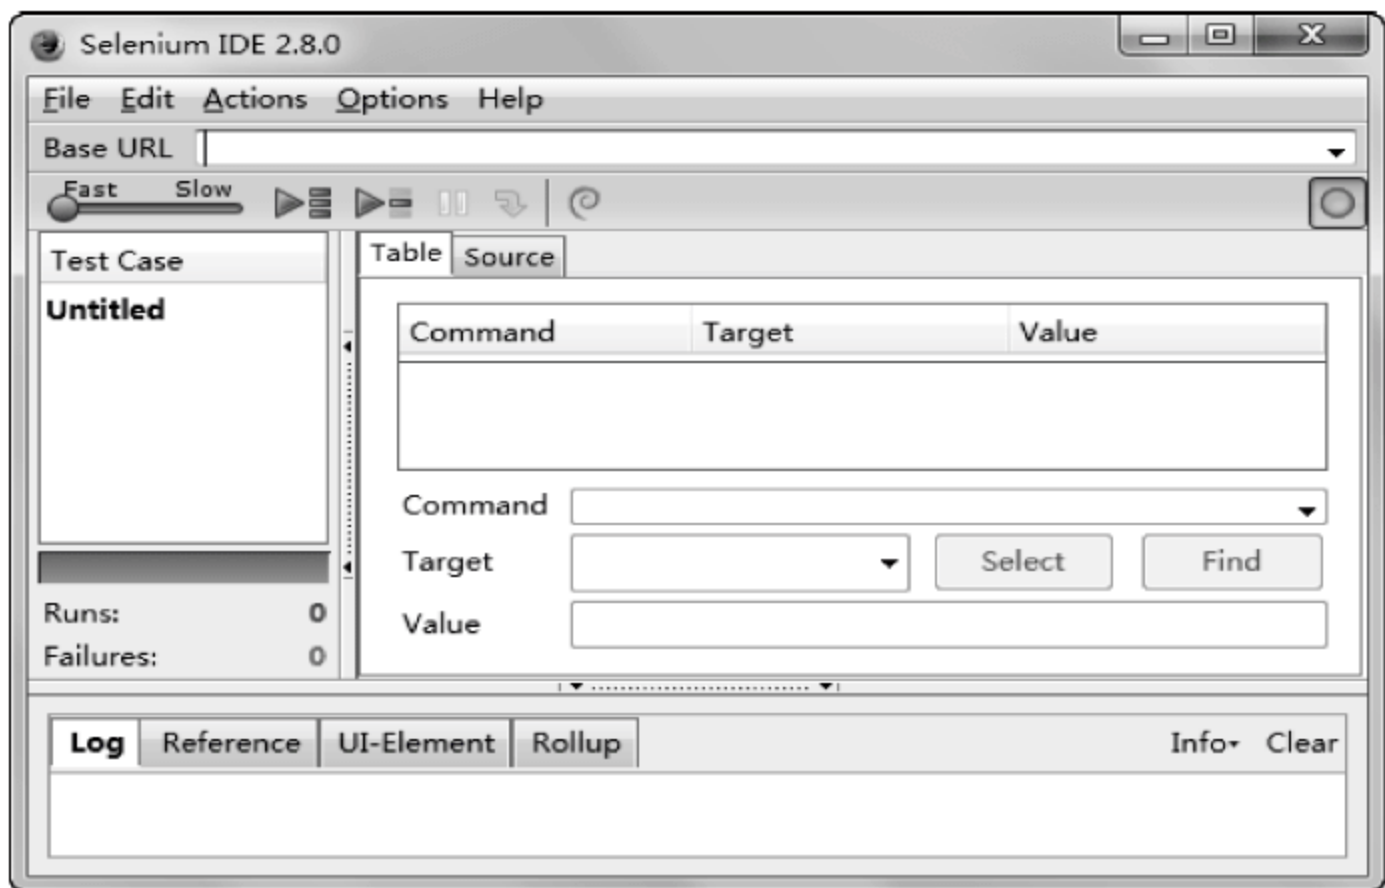 Selenium IDE 2.8.0
File Edit Actions Options Help
Base URL
Fast Slow
Test Case
Untitled
Runs: 0
Failures: 0
Table Source
Command Target Value
Command
Target Select Find
Value
Log Reference UI-Element Rollup Info Clear